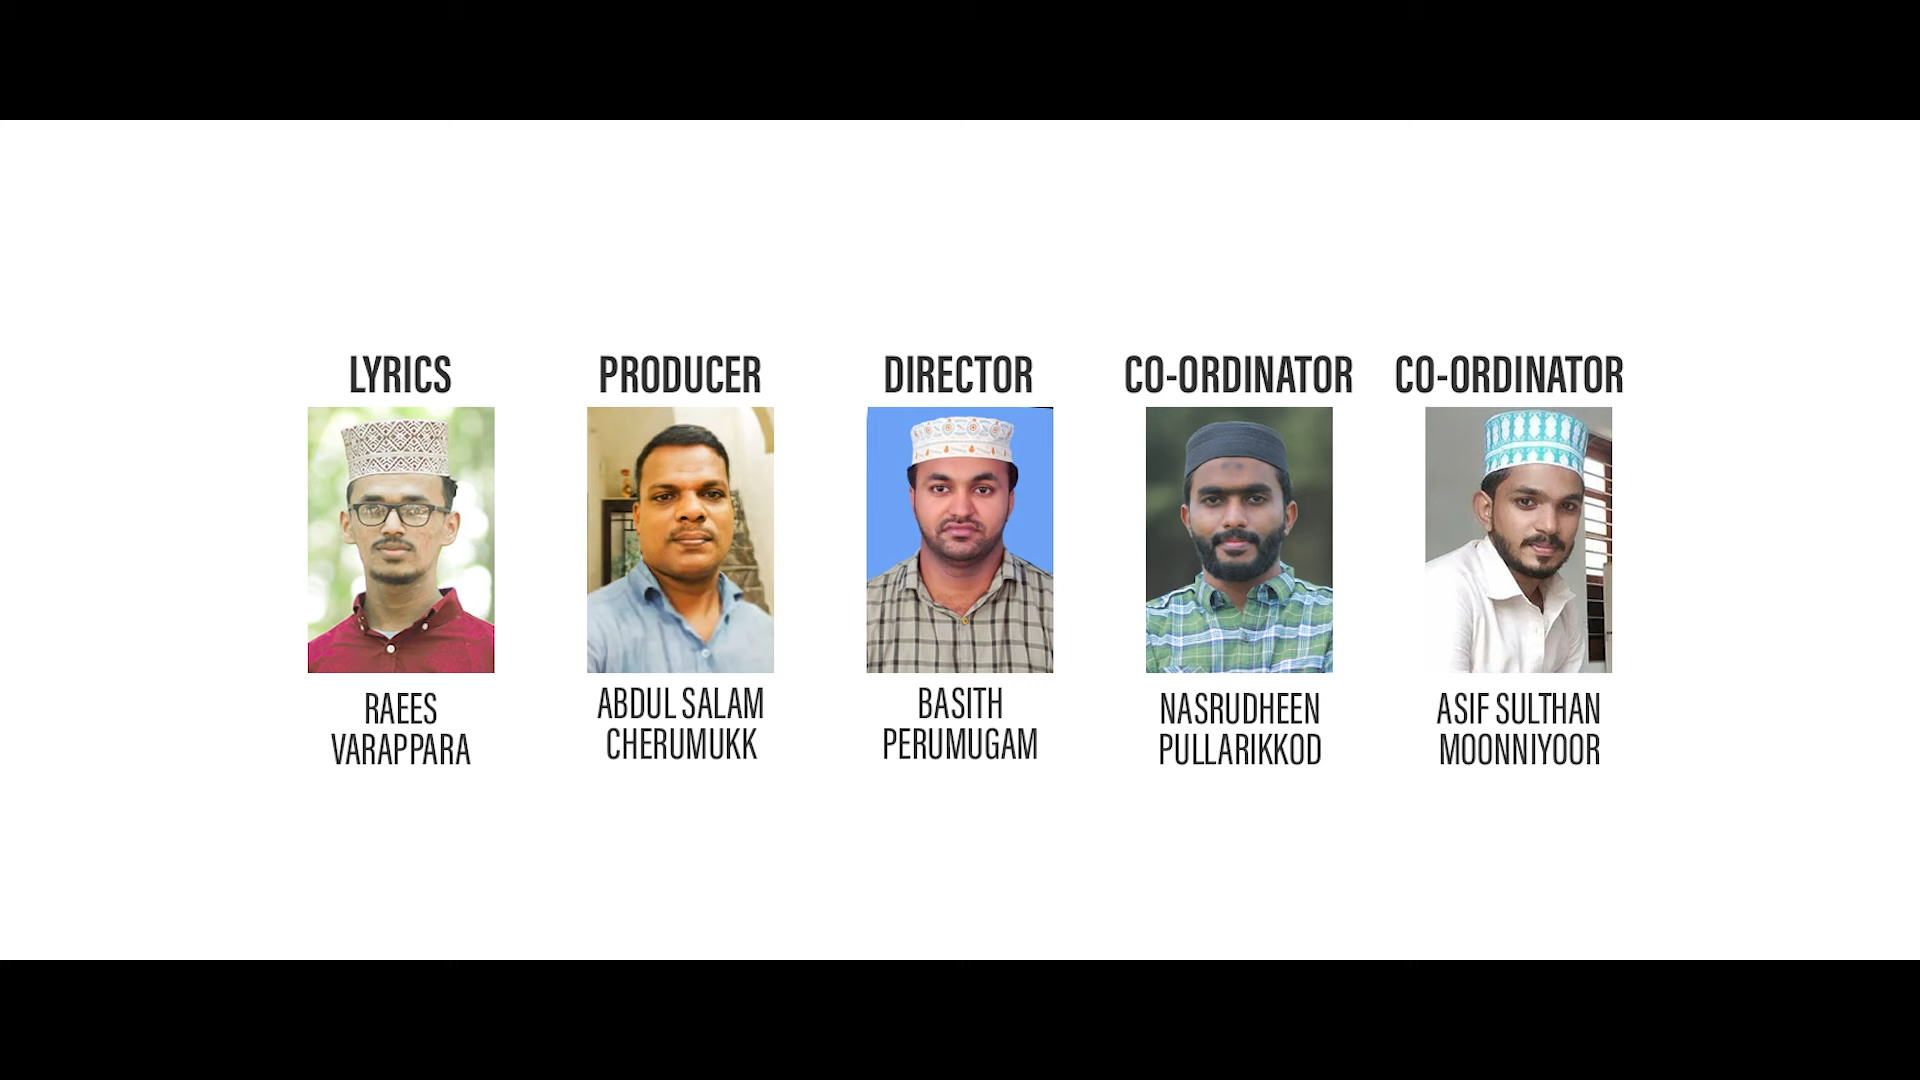 LYRICS
PRODUCER
DIRECTOR
CO-ORDINATOR
CO-ORDINATOR
RAEES
VARAPPARA
ABDUL SALAM
CHERUMUKK
BASITH
PERUMUGAM
NASRUDHEEN
PULLARIKKOD
ASIF SULTHAN
MOONNIYOOR